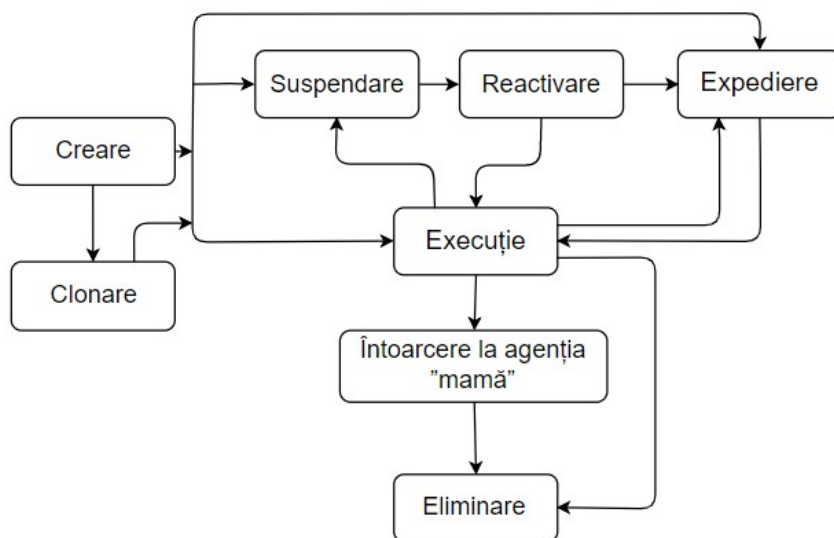 Suspendare
Reactivare
Expediere
Creare
Execuție
Clonare
Întoarcere la agenția
”mamă”
Eliminare